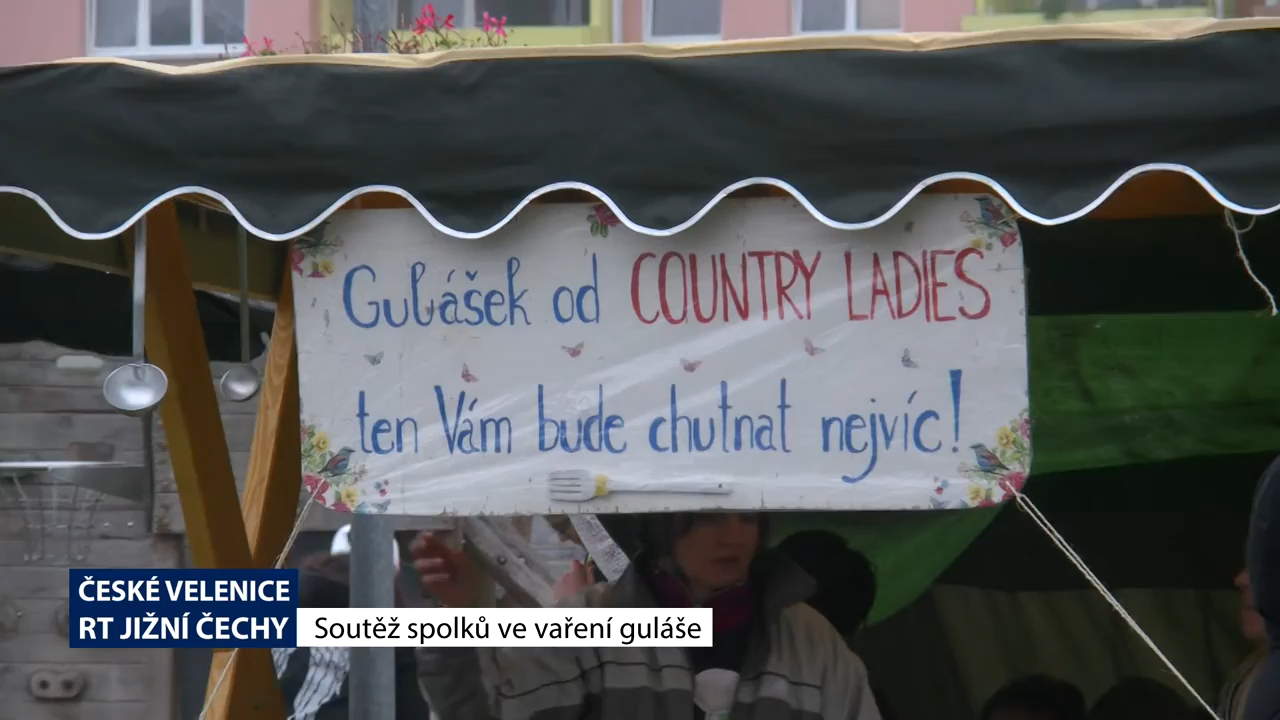 Gulášek od COUNTRY LADIES
ten Vám bude chutnat nejvíc!
ČESKÉ VELENICE
RT JIŽNÍ ČECHY
Soutěž spolků ve vaření guláše